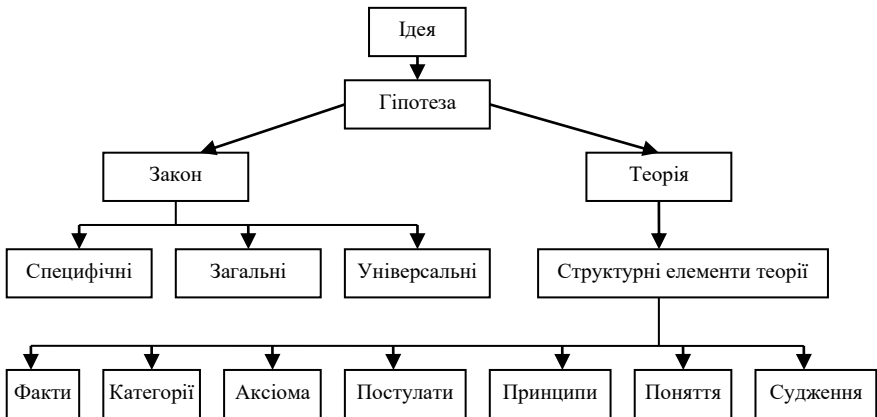 Ідея
Гіпотеза
Закон
Теорія
Специфічні
Загальні
Універсальні
Структурні елементи теорії
Факти
Категорії
Аксіома
Постулати
Принципи
Поняття
Судження